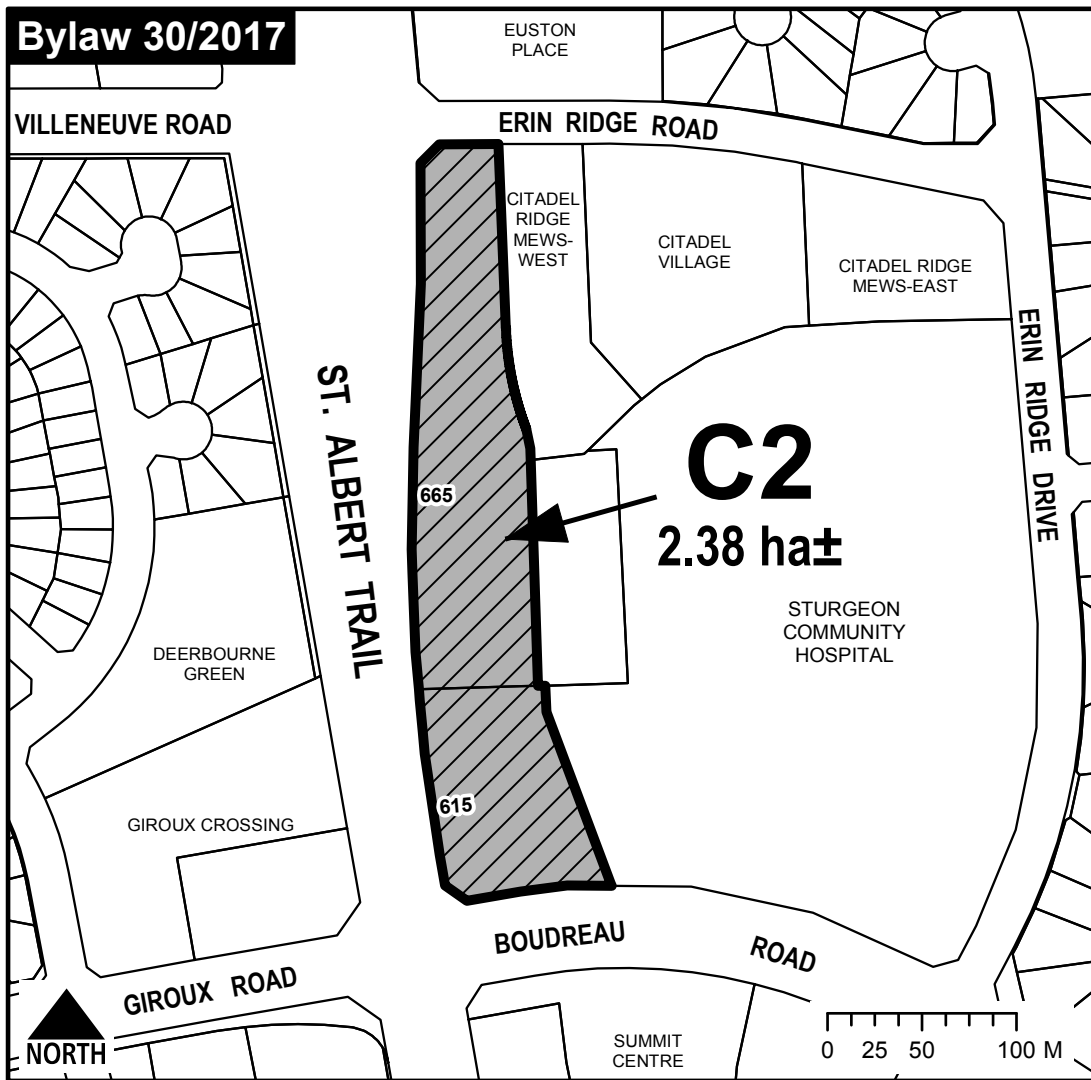 Bylaw 30/2017
EUSTON
PLACE
VILLENEUVE ROAD
ERIN RIDGE ROAD
CITADEL
RIDGE
MEWS-
WEST
CITADEL
VILLAGE
CITADEL RIDGE
MEWS-EAST
ERIN RIDGE DRIVE
ST. ALBERT TRAIL
C2
2.38 ha±
665
STURGEON
COMMUNITY
HOSPITAL
DEERBOURNE
GREEN
615
GIROUX CROSSING
BOUDREAU ROAD
GIROUX ROAD
NORTH
SUMMIT
CENTRE
0 25 50 100 M